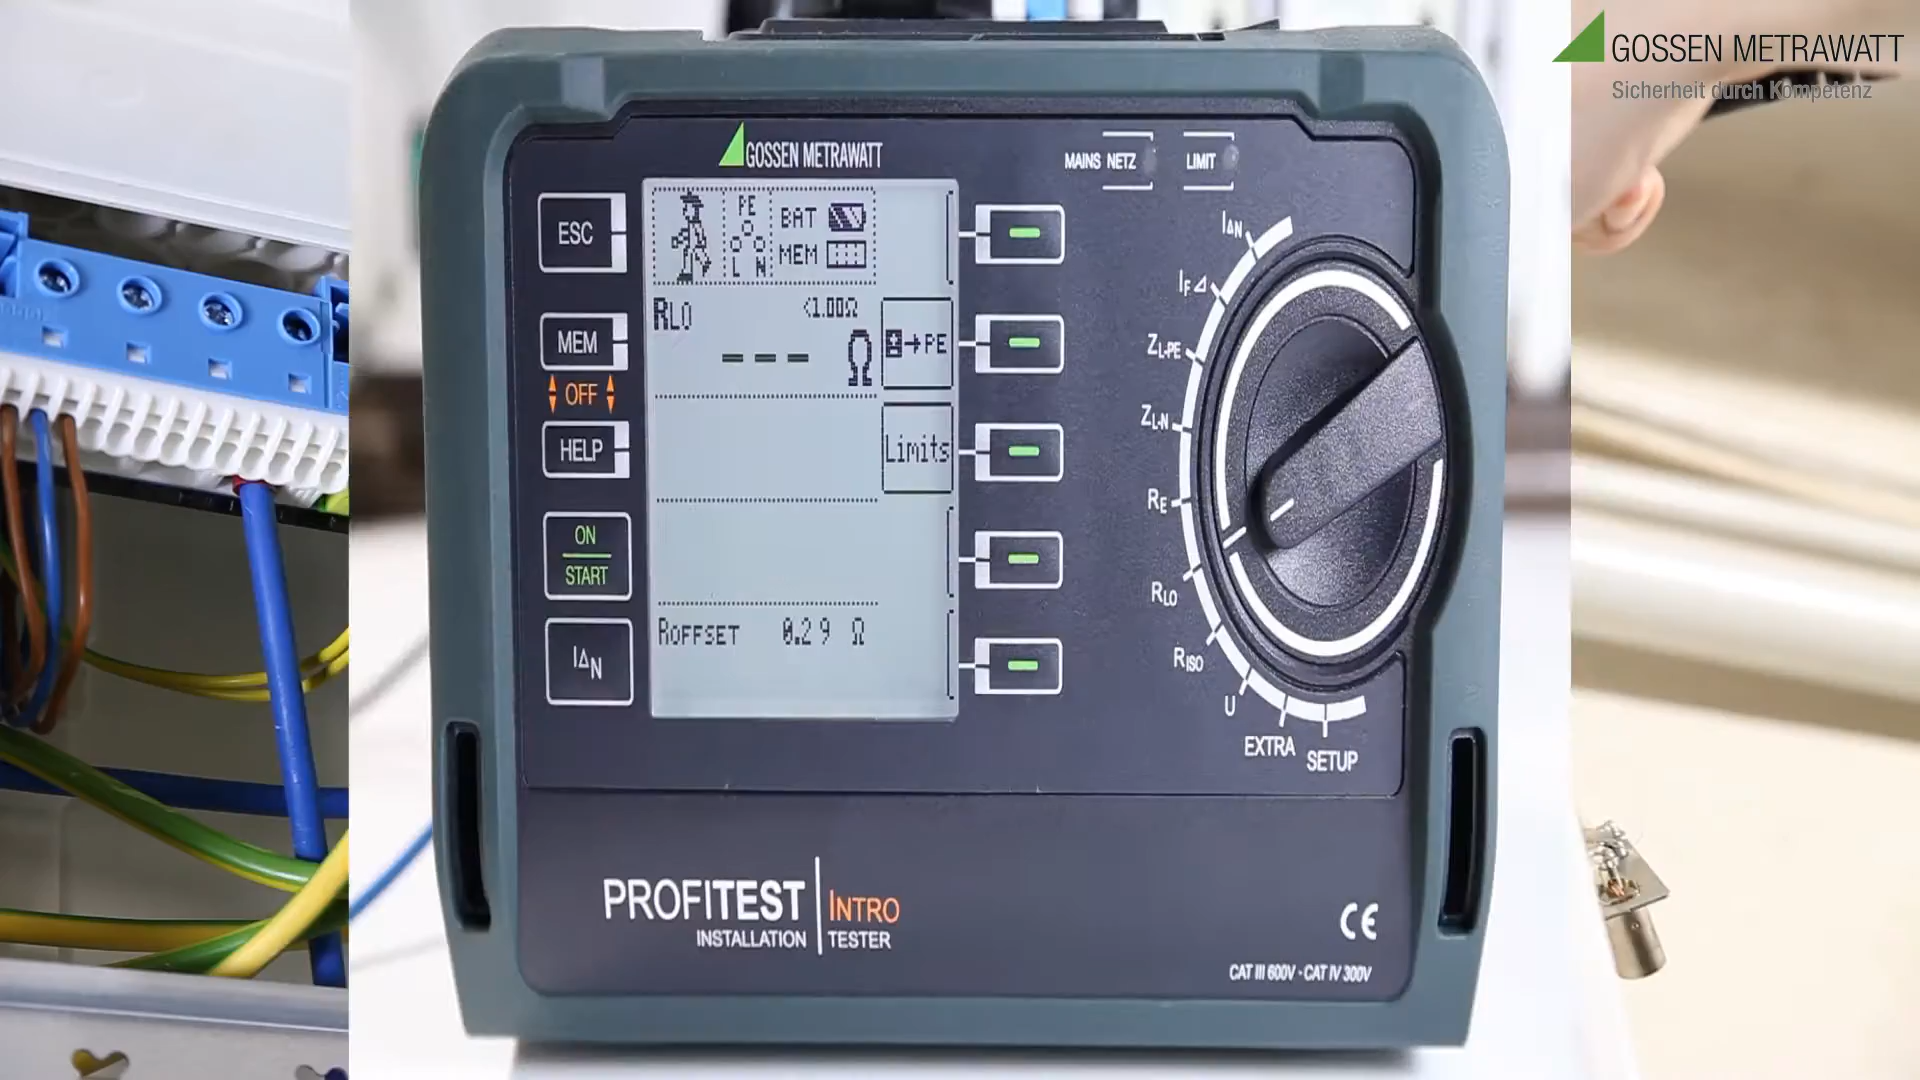 GOSSEN METRAWATT
Sicherheit durch Kompetenz
GOSSEN METRAWATT
MAINS NETZ
LIMIT
ESC
MEM
OFF
HELP
ON
START
IΔN
PE
L N
BAT
MEM
RLO
<1.00Ω
--- Ω
→PE
Limits
ROFFSET 0.29 Ω
IΔN
IF⊿
ZL-PE
ZL-N
RE
RLO
RISO
U
EXTRA
SETUP
PROFITEST INTRO
INSTALLATION TESTER
CE
CAT III 600V - CAT IV 300V